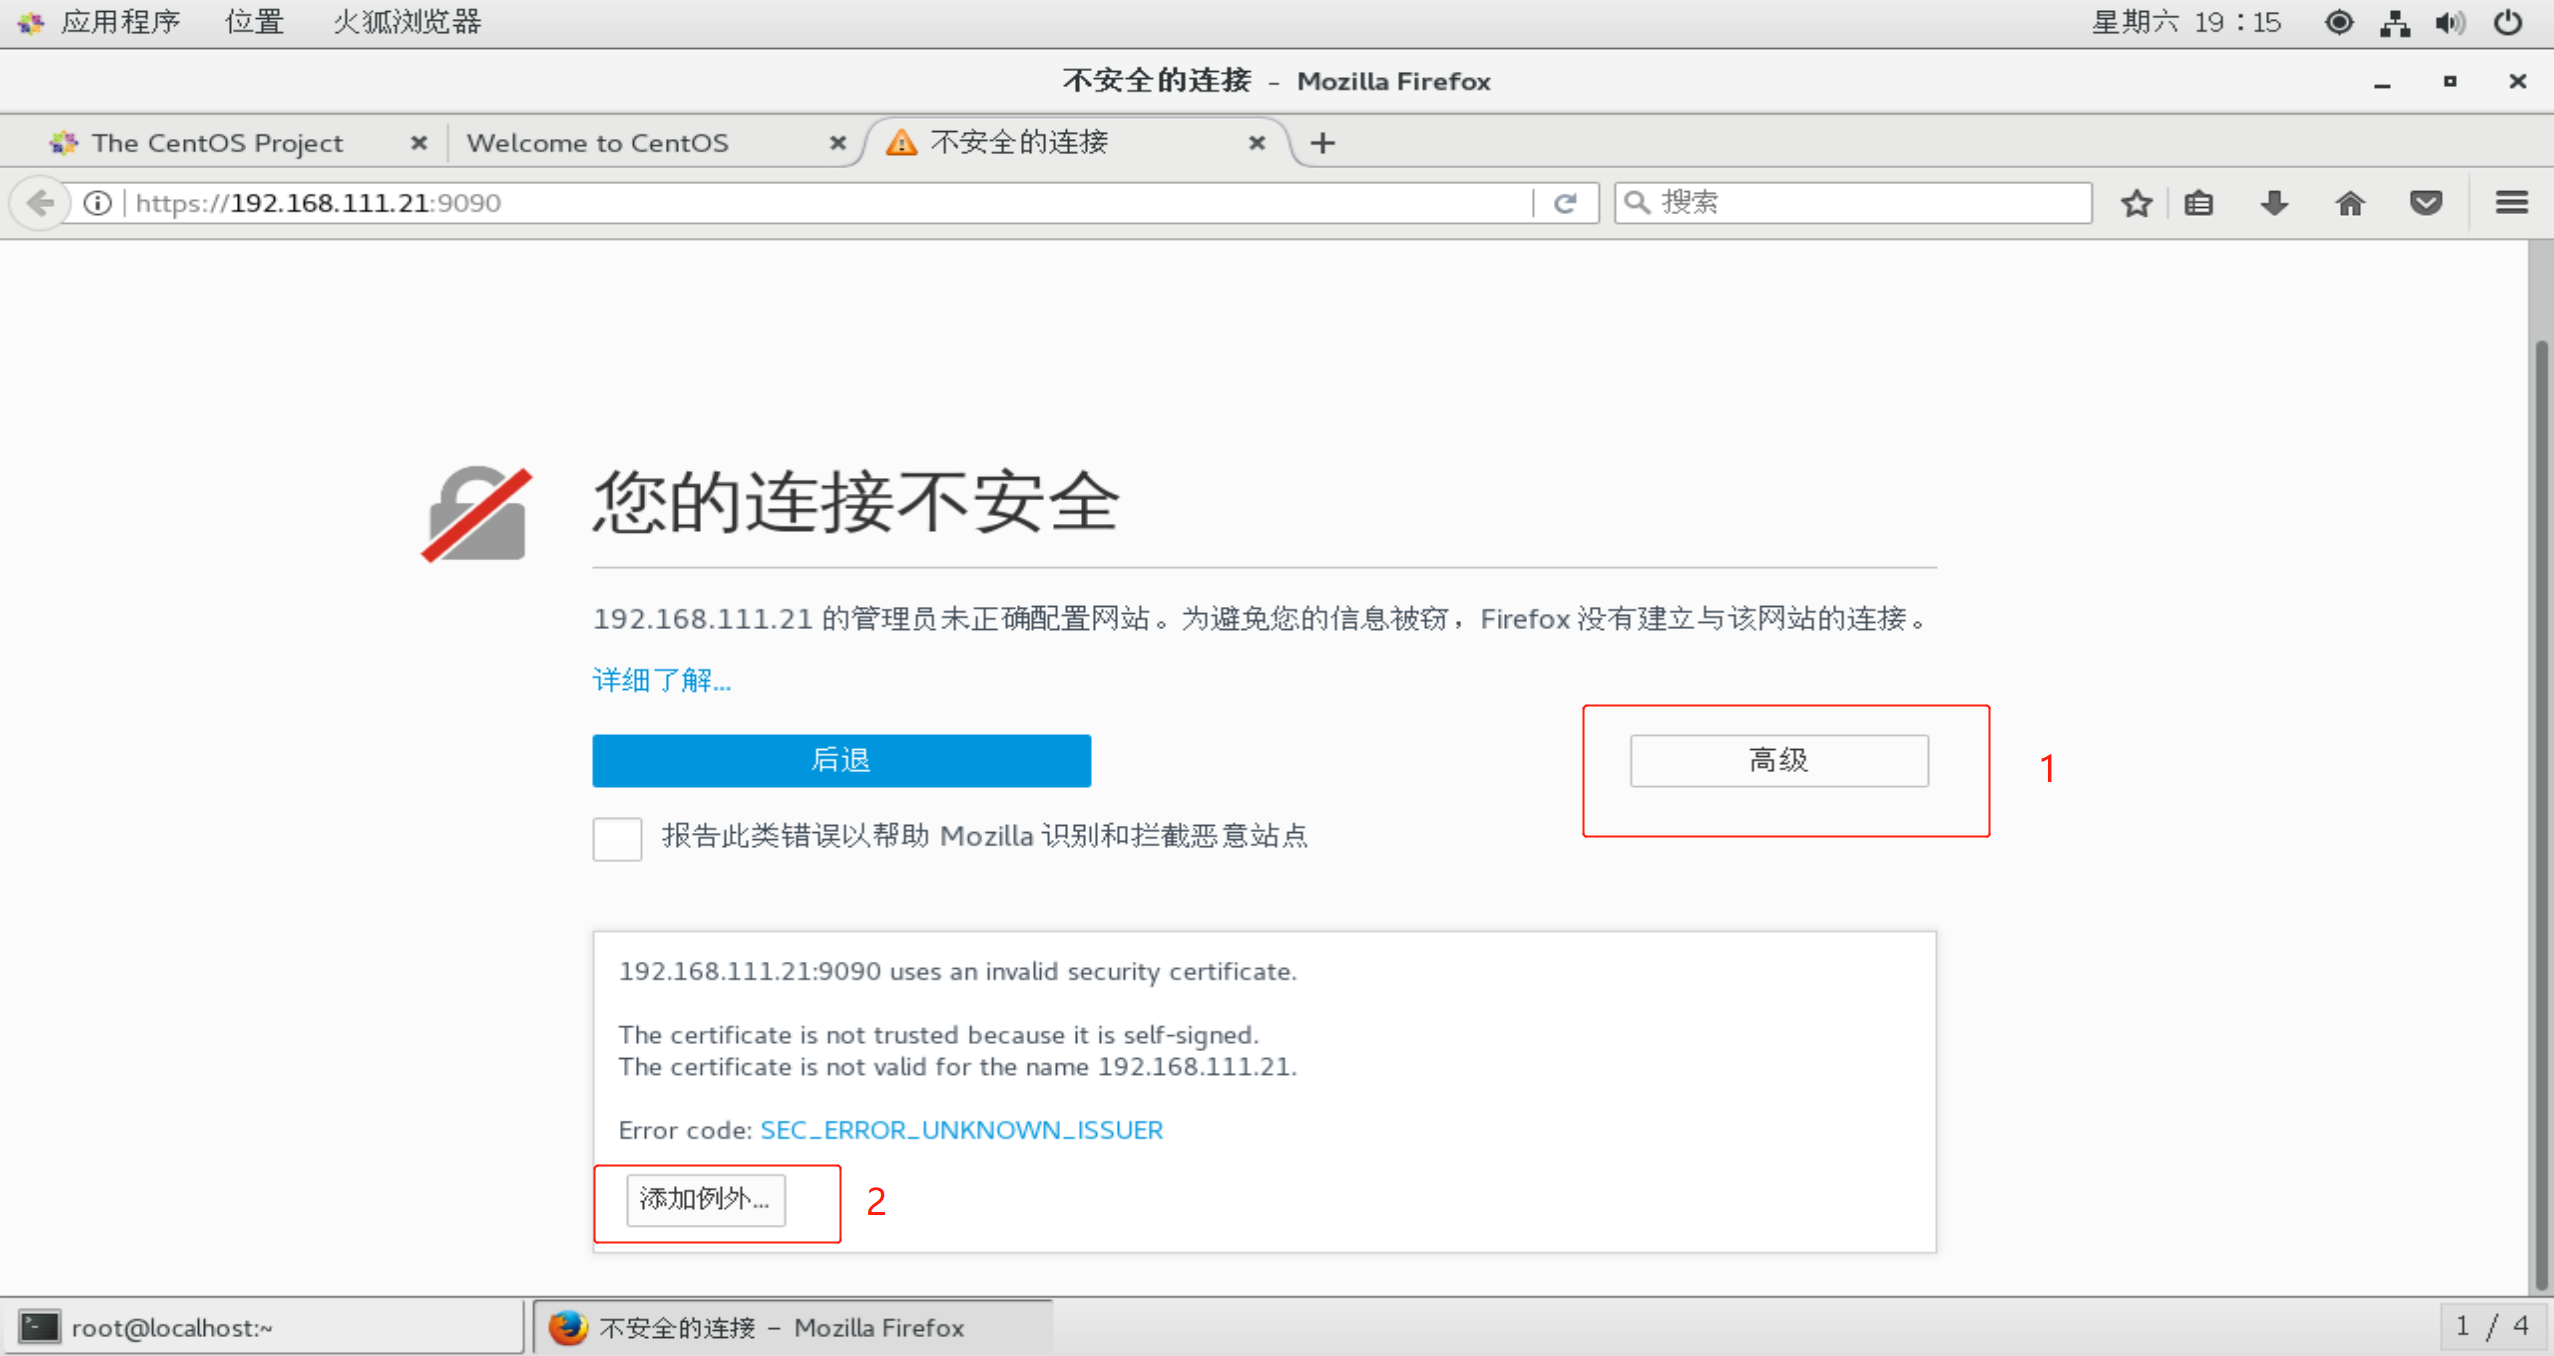 应用程序 位置 火狐浏览器 星期六 19：15
不安全的连接 - Mozilla Firefox
The CentOS Project Welcome to CentOS 不安全的连接
https://192.168.111.21:9090 搜索
您的连接不安全
192.168.111.21 的管理员未正确配置网站。为避免您的信息被窃，Firefox 没有建立与该网站的连接。
详细了解...
后退 高级 1
报告此类错误以帮助 Mozilla 识别和拦截恶意站点
192.168.111.21:9090 uses an invalid security certificate.
The certificate is not trusted because it is self-signed.
The certificate is not valid for the name 192.168.111.21.
Error code: SEC_ERROR_UNKNOWN_ISSUER
添加例外... 2
root@localhost:~ 不安全的连接 - Mozilla Firefox 1 / 4